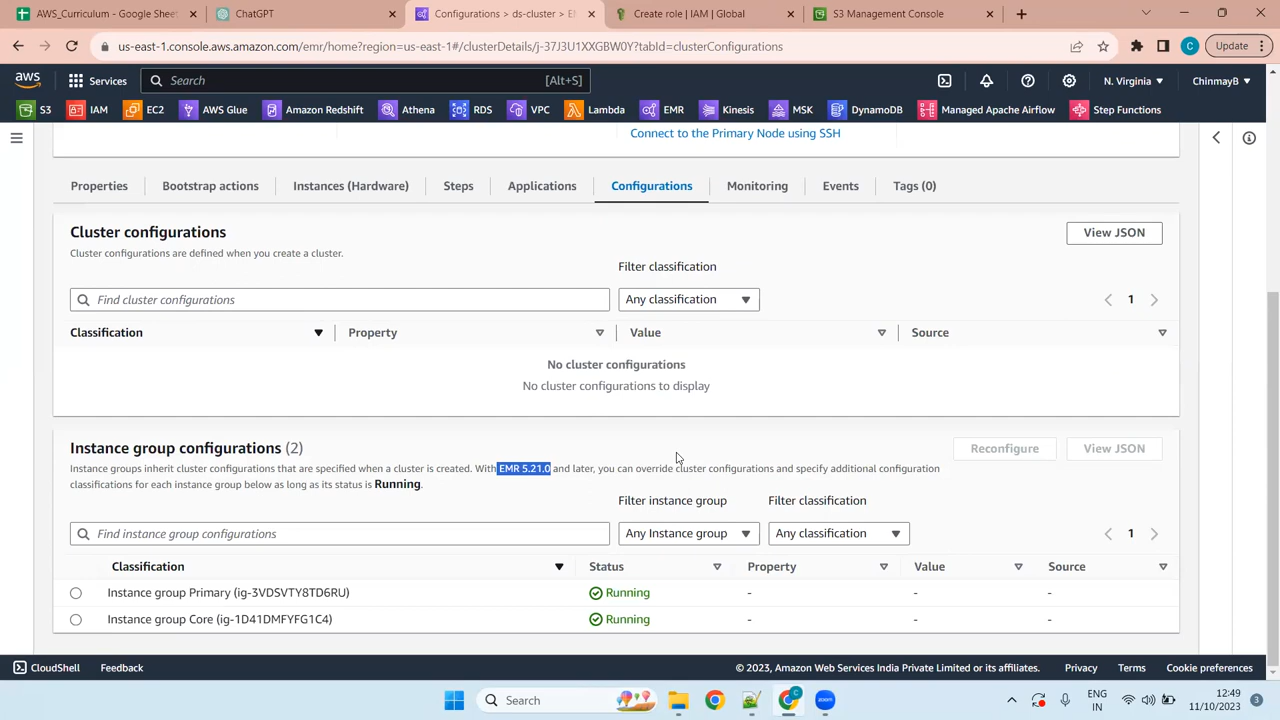 AWS_Curriculum - Google Sheet
ChatGPT
Configurations > ds-cluster > E
Create role | IAM | Global
S3 Management Console
us-east-1.console.aws.amazon.com/emr/home?region=us-east-1#/clusterDetails/j-37J3U1XXGBW0Y?tabId=clusterConfigurations
C
Update
aws
Services
Search
[Alt+S]
N. Virginia
ChinmayB
S3
IAM
EC2
AWS Glue
Amazon Redshift
Athena
RDS
VPC
Lambda
EMR
Kinesis
MSK
DynamoDB
Managed Apache Airflow
Step Functions
Connect to the Primary Node using SSH
Properties
Bootstrap actions
Instances (Hardware)
Steps
Applications
Configurations
Monitoring
Events
Tags (0)
Cluster configurations
View JSON
Cluster configurations are defined when you create a cluster.
Filter classification
Find cluster configurations
Any classification
1
Classification
Property
Value
Source
No cluster configurations
No cluster configurations to display
Instance group configurations (2)
Reconfigure
View JSON
Instance groups inherit cluster configurations that are specified when a cluster is created. With EMR 5.21.0 and later, you can override cluster configurations and specify additional configuration
classifications for each instance group below as long as its status is Running.
Filter instance group
Filter classification
Find instance group configurations
Any Instance group
Any classification
1
Classification
Status
Property
Value
Source
Instance group Primary (ig-3VDSVTY8TD6RU)
Running
-
-
-
Instance group Core (ig-1D41DMFYFG1C4)
Running
-
-
-
CloudShell
Feedback
© 2023, Amazon Web Services India Private Limited or its affiliates.
Privacy
Terms
Cookie preferences
Search
ENG
IN
12:49
11/10/2023
3